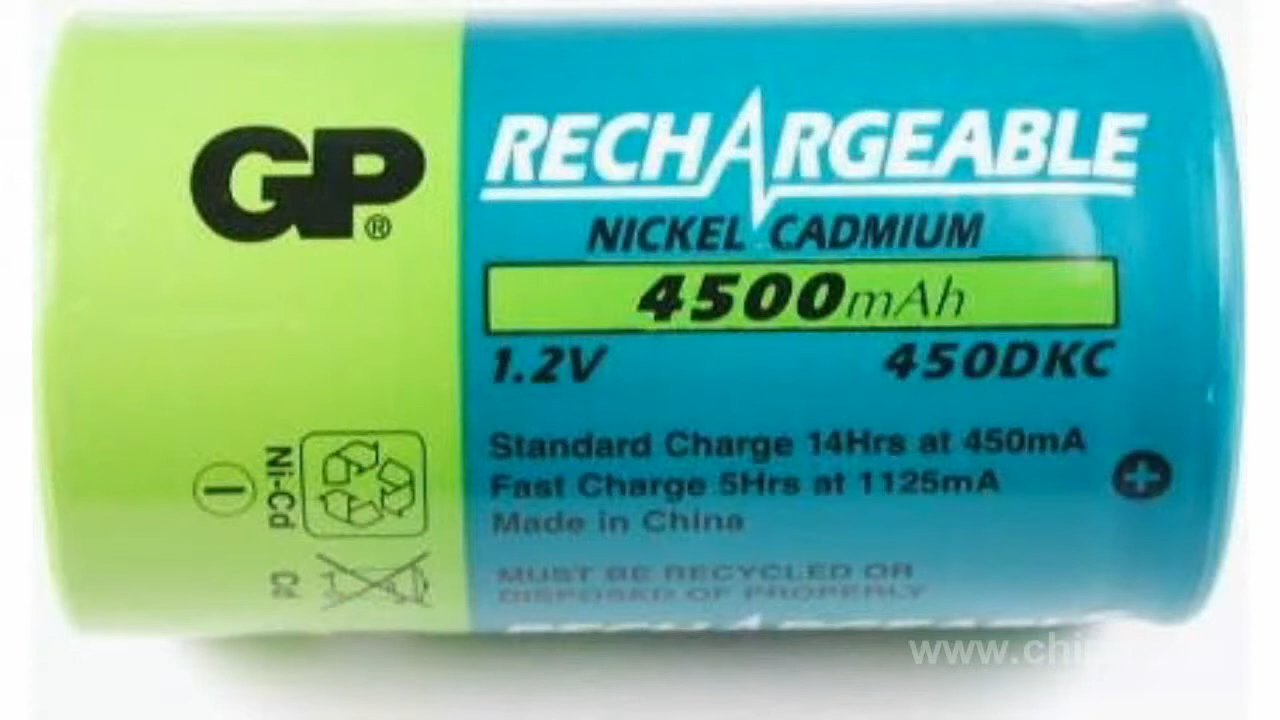 GP®
RECHARGEABLE
NICKEL CADMIUM
4500mAh
1.2V 450DKC
Standard Charge 14Hrs at 450mA
Fast Charge 5Hrs at 1125mA
Made in China
MUST BE RECYCLED OR
DISPOSED OF PROPERLY
Ni-Cd
Cd